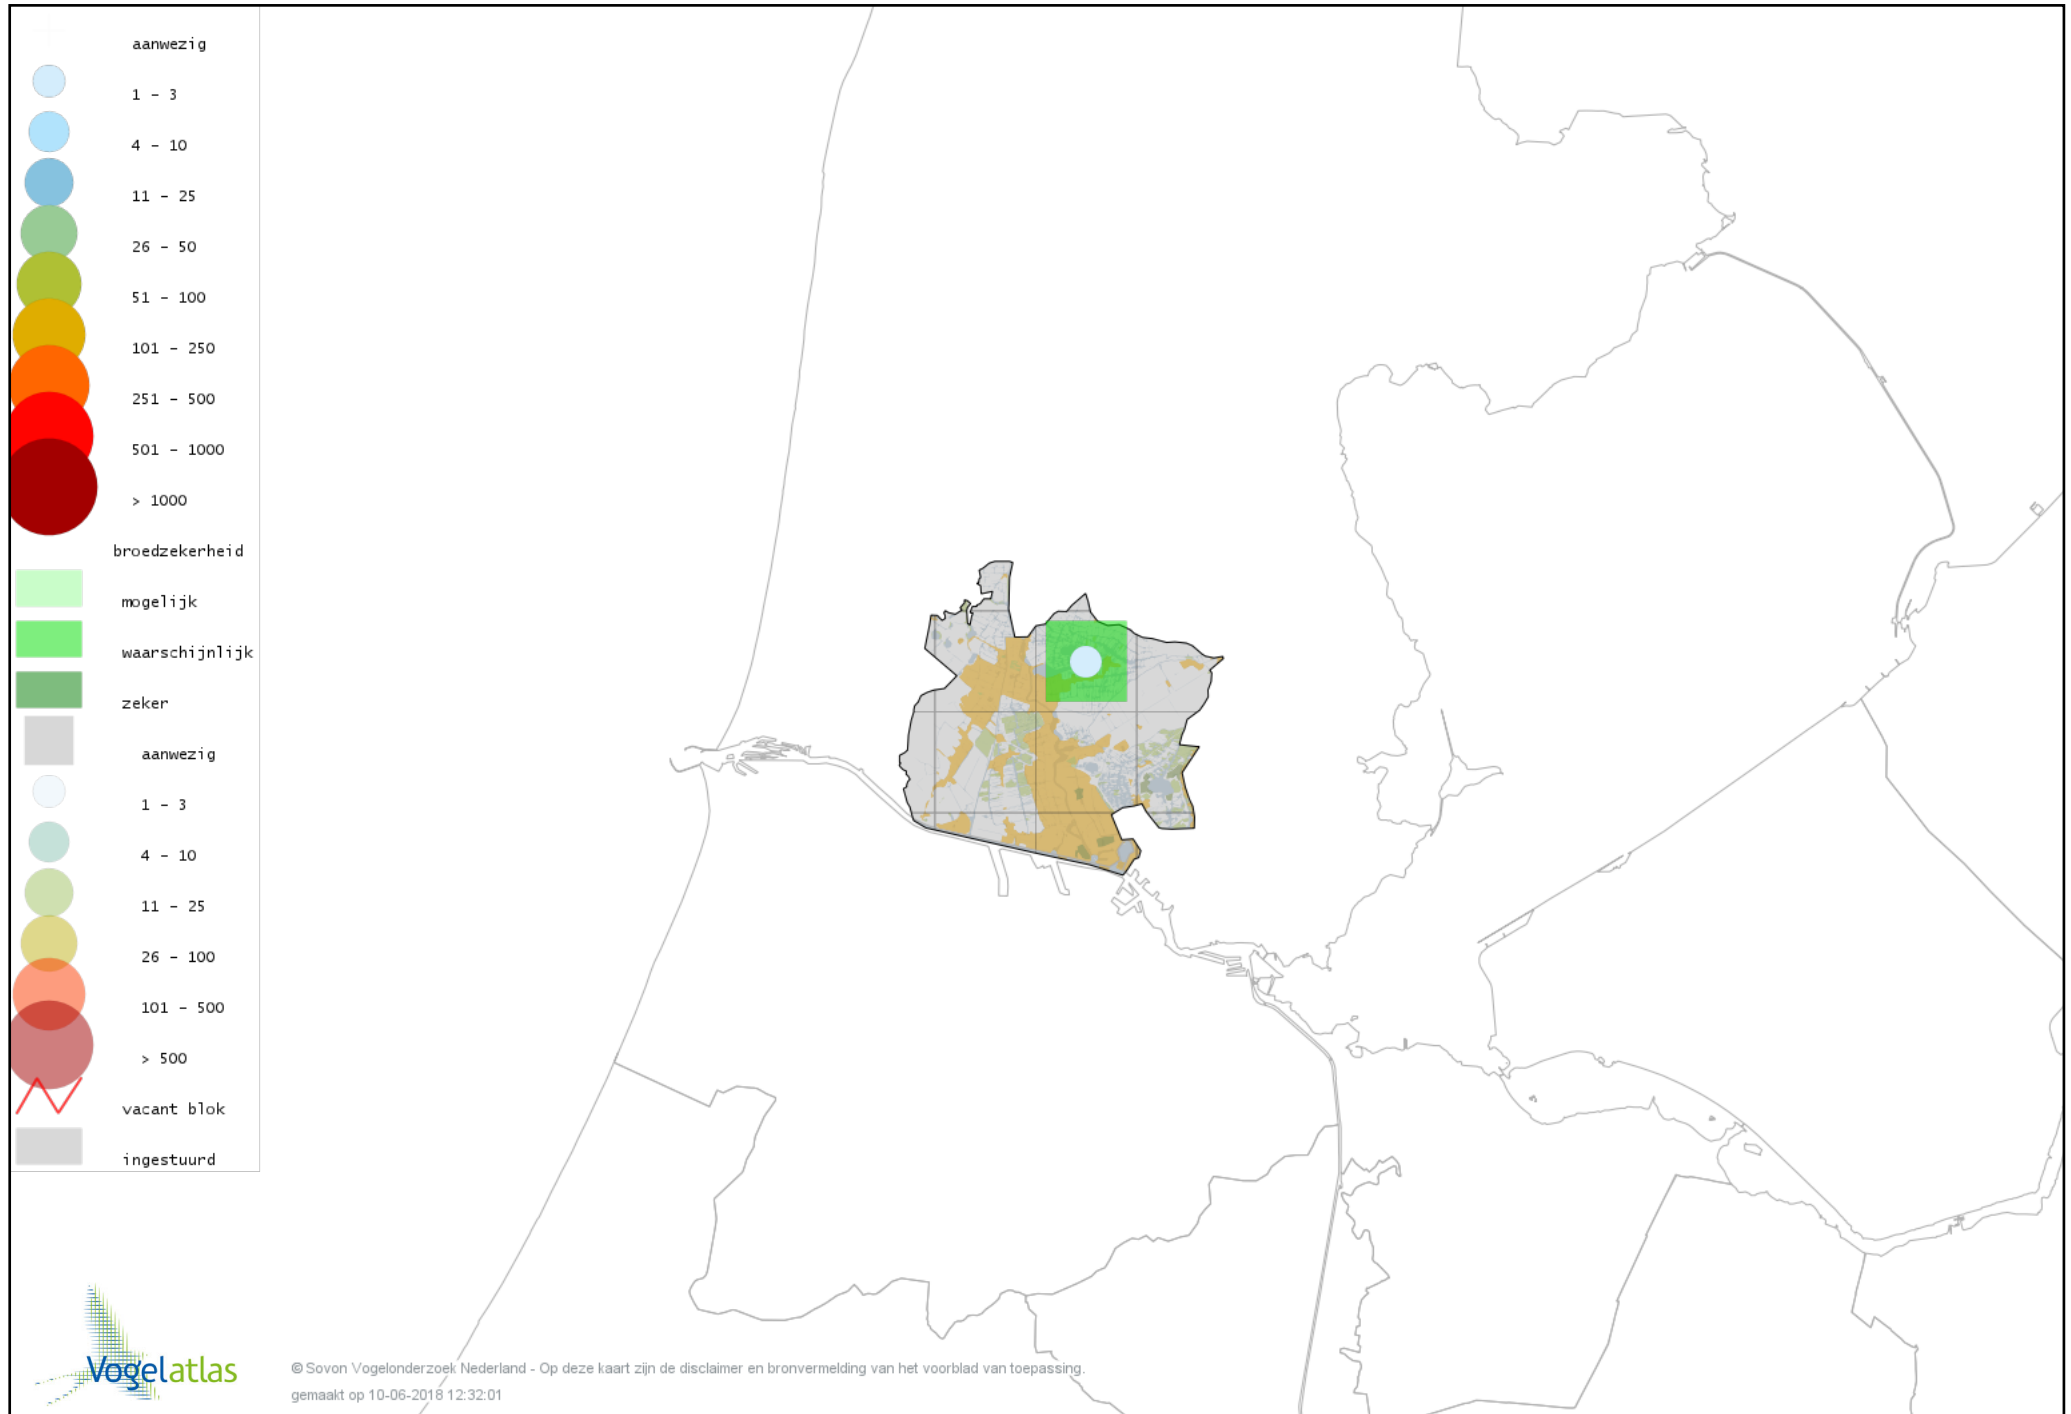 aanwezig
1 - 3
4 - 10
11 - 25
26 - 50
51 - 100
101 - 250
251 - 500
501 - 1000
> 1000
broedzekerheid
mogelijk
waarschijnlijk
zeker
aanwezig
1 - 3
4 - 10
11 - 25
26 - 100
101 - 500
> 500
vacant blok
ingestuurd
Vogelatlas
© Sovon Vogelonderzoek Nederland - Op deze kaart zijn de disclaimer en bronvermelding van het voorblad van toepassing.
gemaakt op 10-06-2018 12:32:01